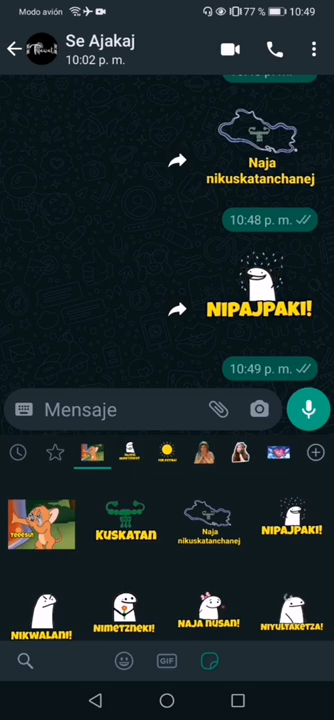 Modo avión
77 %
10:49
Se Ajakaj
10:02 p. m.
Naja
nikuskatanchanej
10:48 p. m.
NIPAJPAKI!
10:49 p. m.
Mensaje
TEEESU!
KUSKATAN
Naja
nikuskatanchanej
NIPAJPAKI!
NIKWALANI!
NIMETZNEKI!
NAJA NUSAN!
NIYULTAKETZA!
GIF